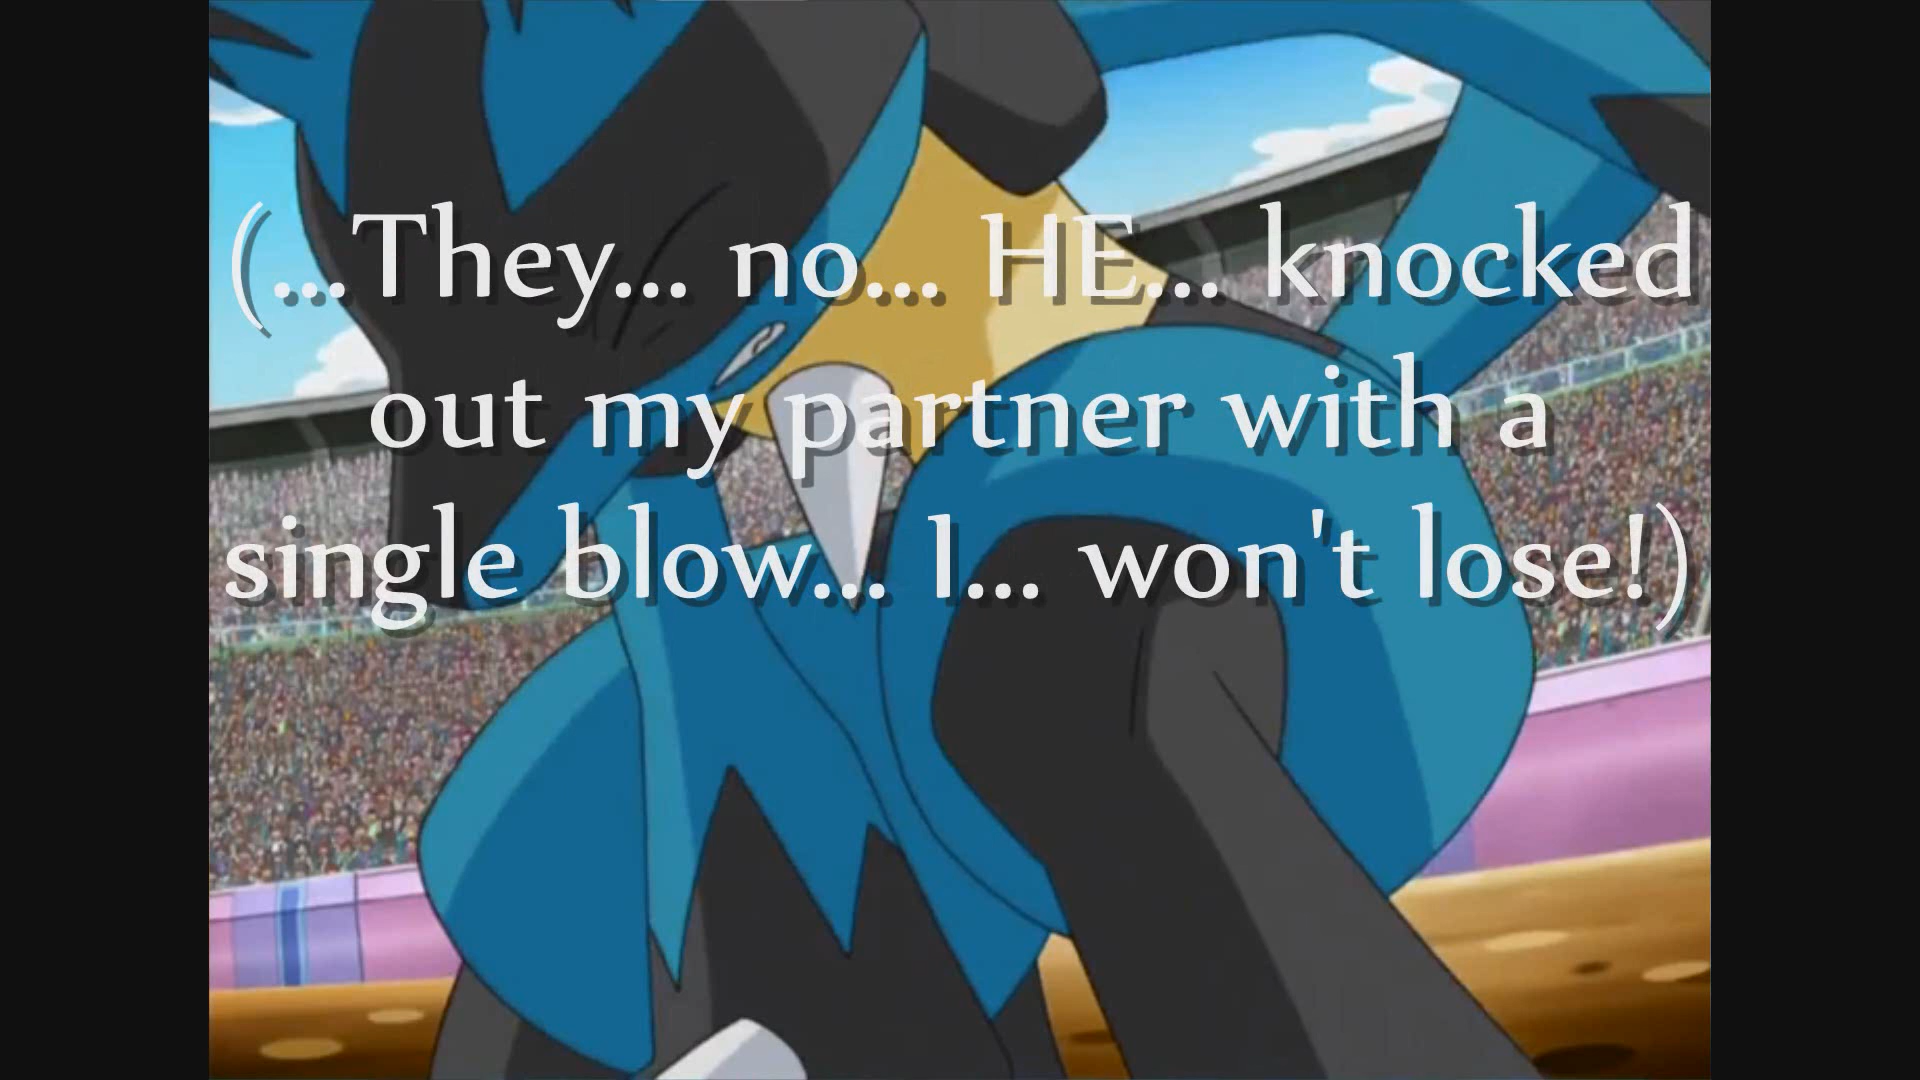 (...They... no... HE... knocked
out my partner with a
single blow... I... won't lose!)